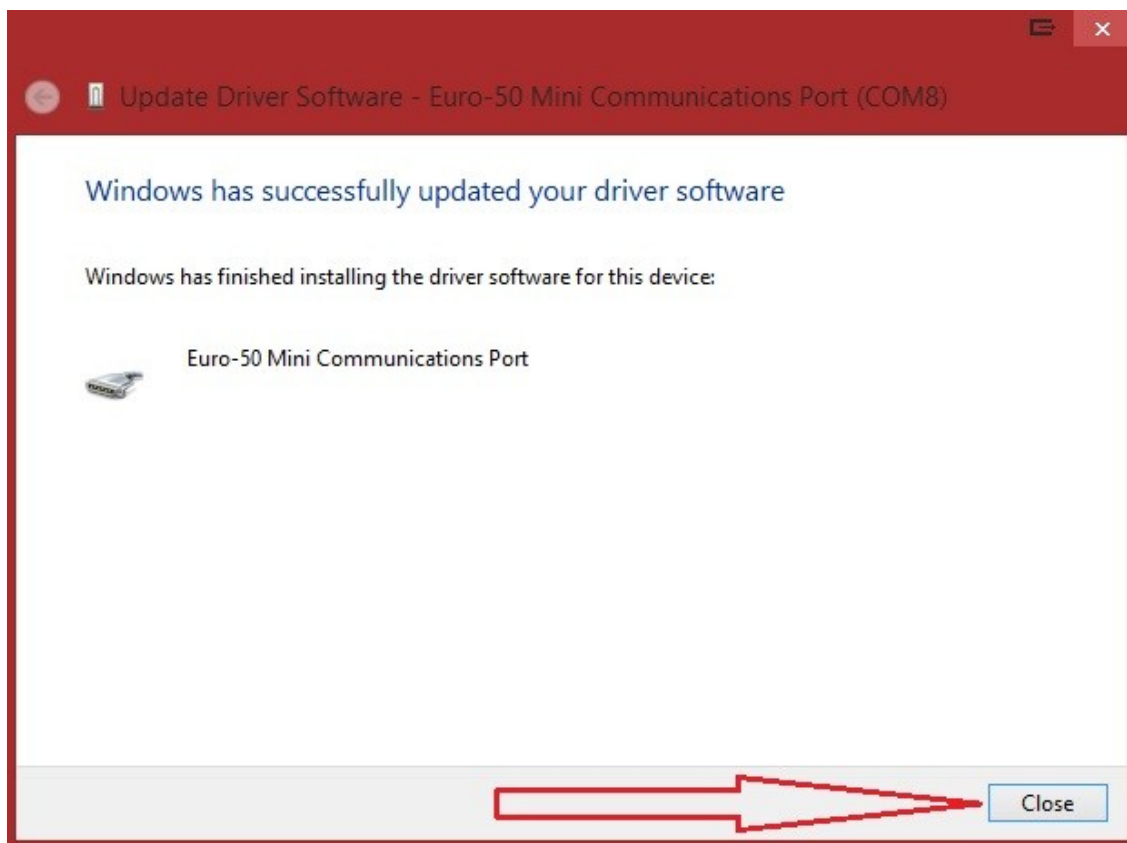 Update Driver Software - Euro-50 Mini Communications Port (COM8)
Windows has successfully updated your driver software
Windows has finished installing the driver software for this device:
Euro-50 Mini Communications Port
Close